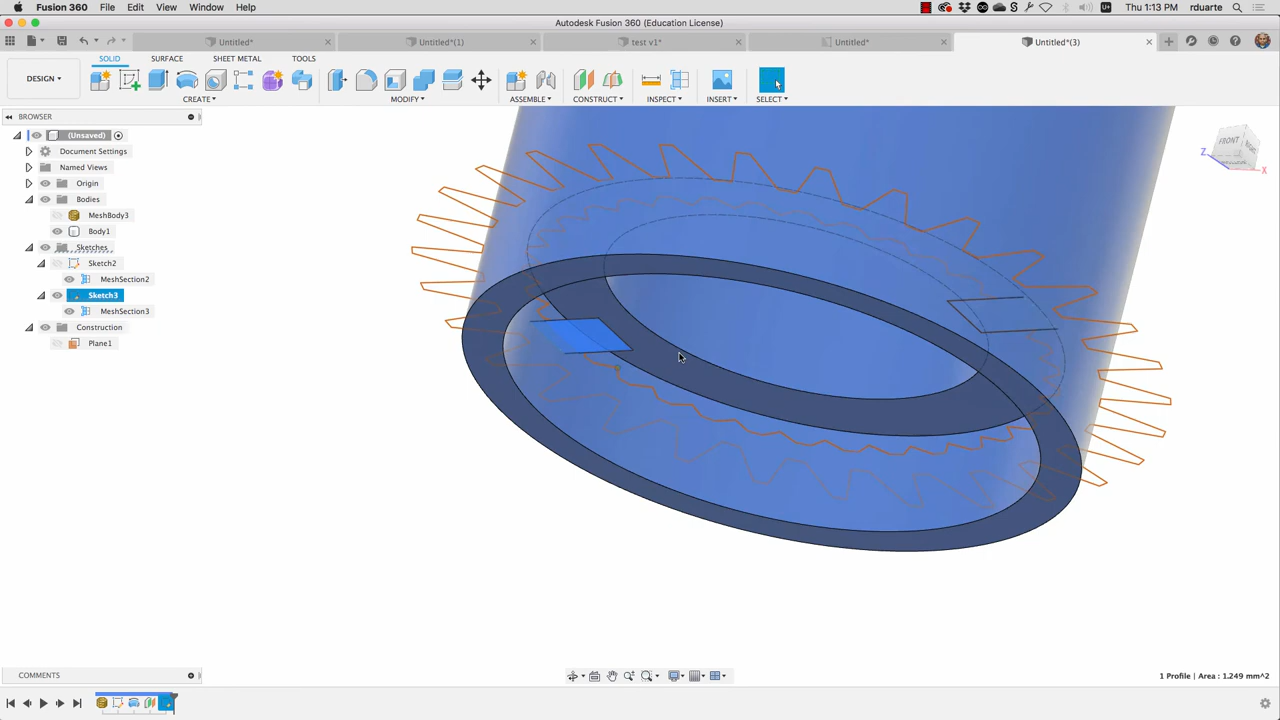 Fusion 360 File Edit View Window Help Thu 1:13 PM rduarte
Autodesk Fusion 360 (Education License)
Untitled* Untitled*(1) test v1* Untitled* Untitled*(3)
SOLID SURFACE SHEET METAL TOOLS
DESIGN
CREATE MODIFY ASSEMBLE CONSTRUCT INSPECT INSERT SELECT
BROWSER
(Unsaved)
Document Settings
Named Views
Origin
Bodies
MeshBody3
Body1
Sketches
Sketch2
MeshSection2
Sketch3
MeshSection3
Construction
Plane1
FRONT
RIGHT
Z
X
COMMENTS
1 Profile | Area : 1.249 mm^2